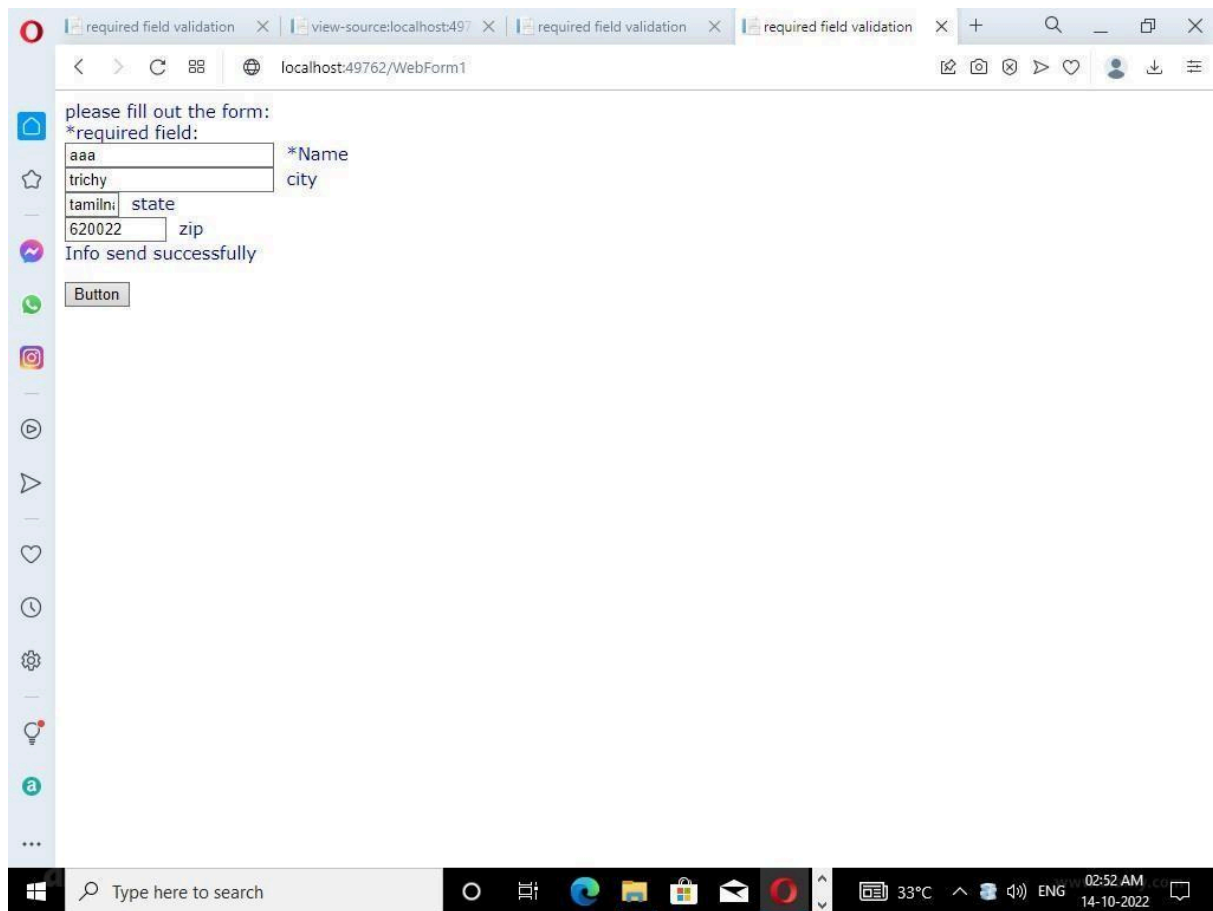 required field validation view-source:localhost:497 required field validation required field validation
localhost:49762/WebForm1
please fill out the form:
*required field:
aaa *Name
trichy city
tamilna state
620022 zip
Info send successfully
Button
Type here to search 33°C ENG 02:52 AM
14-10-2022